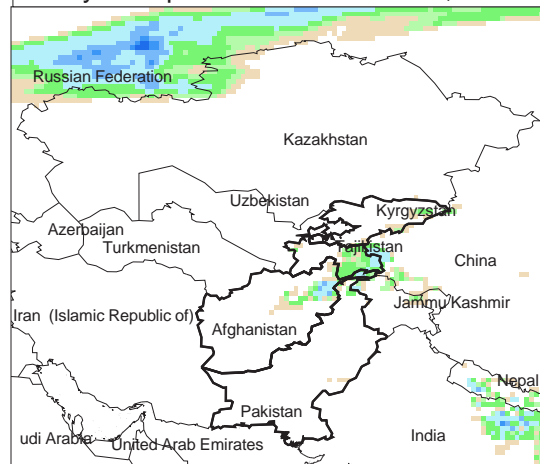 Russian Federation
Kazakhstan
Uzbekistan
Kyrgyzstan
Azerbaijan
Turkmenistan
Tajikistan
China
Iran (Islamic Republic of)
Jammu Kashmir
Afghanistan
Nepal
Pakistan
udi Arabia
United Arab Emirates
India